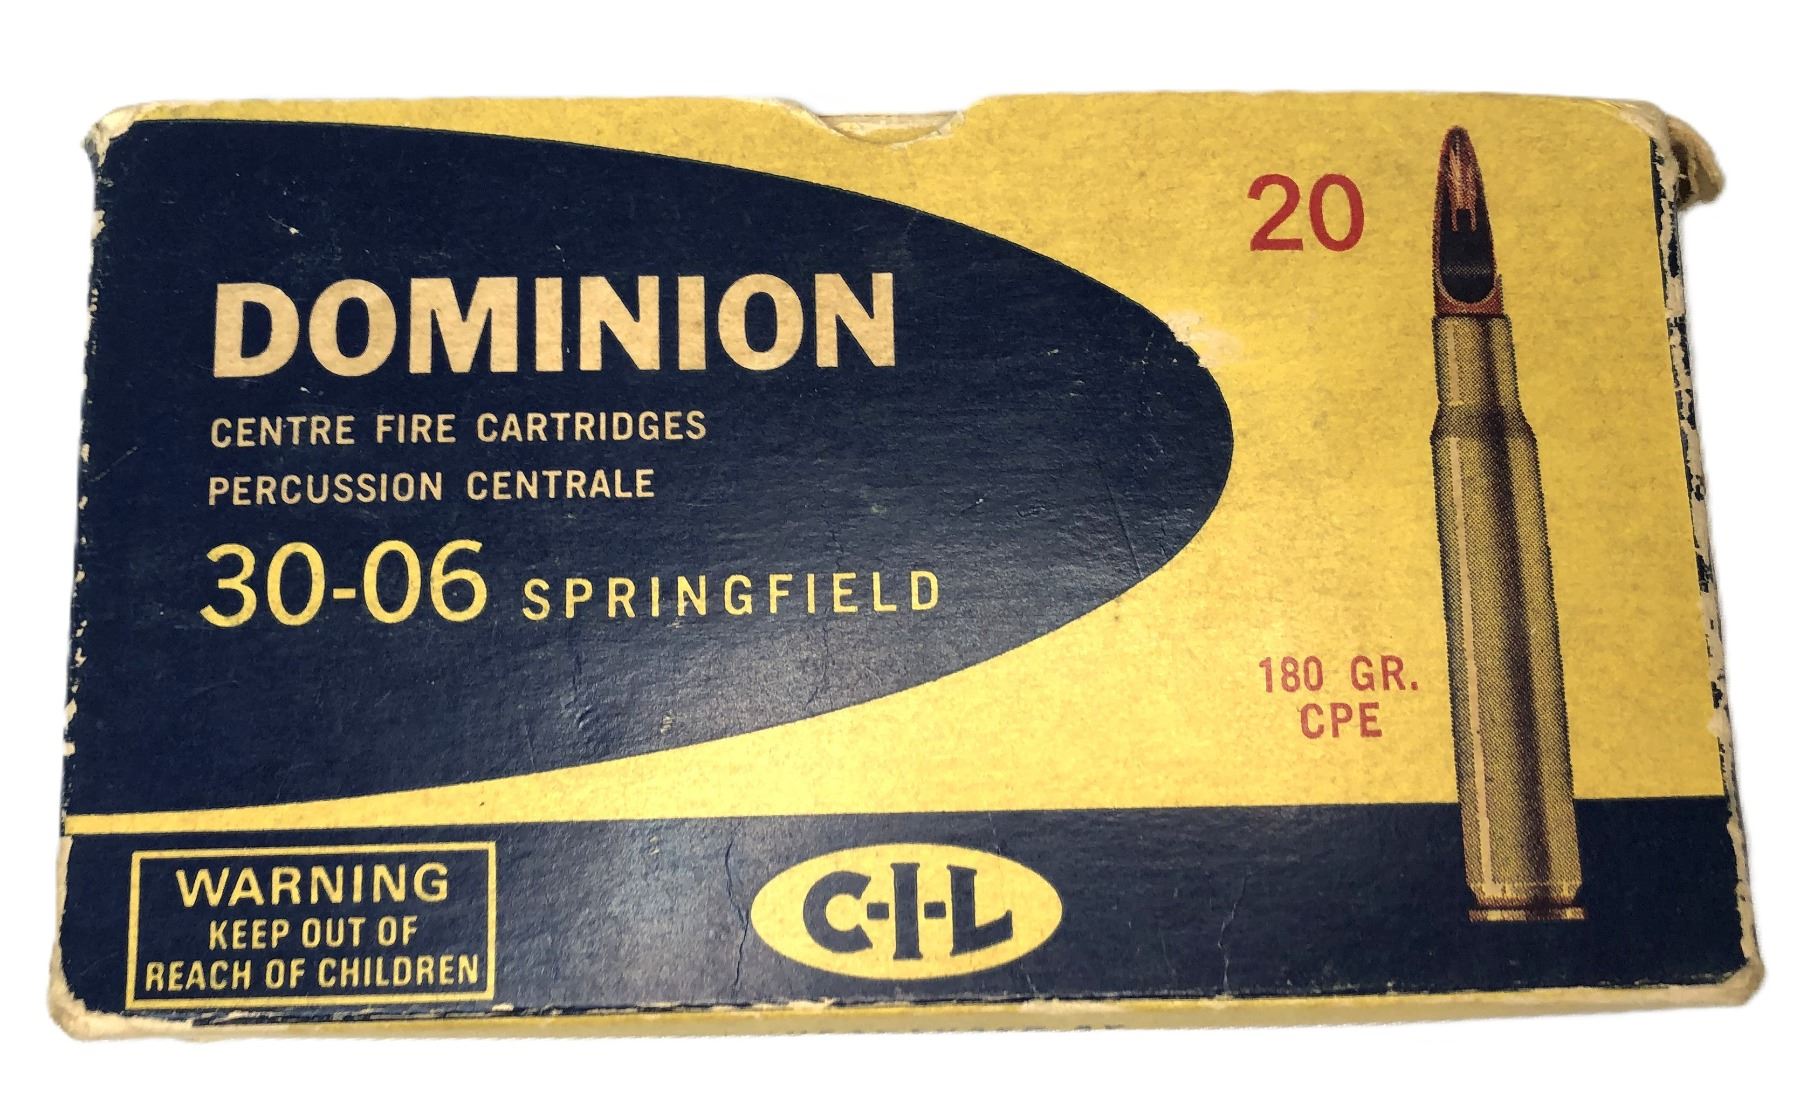 20
DOMINION
CENTRE FIRE CARTRIDGES
PERCUSSION CENTRALE
30-06 SPRINGFIELD
180 GR.
CPE
WARNING
KEEP OUT OF
REACH OF CHILDREN
C-I-L